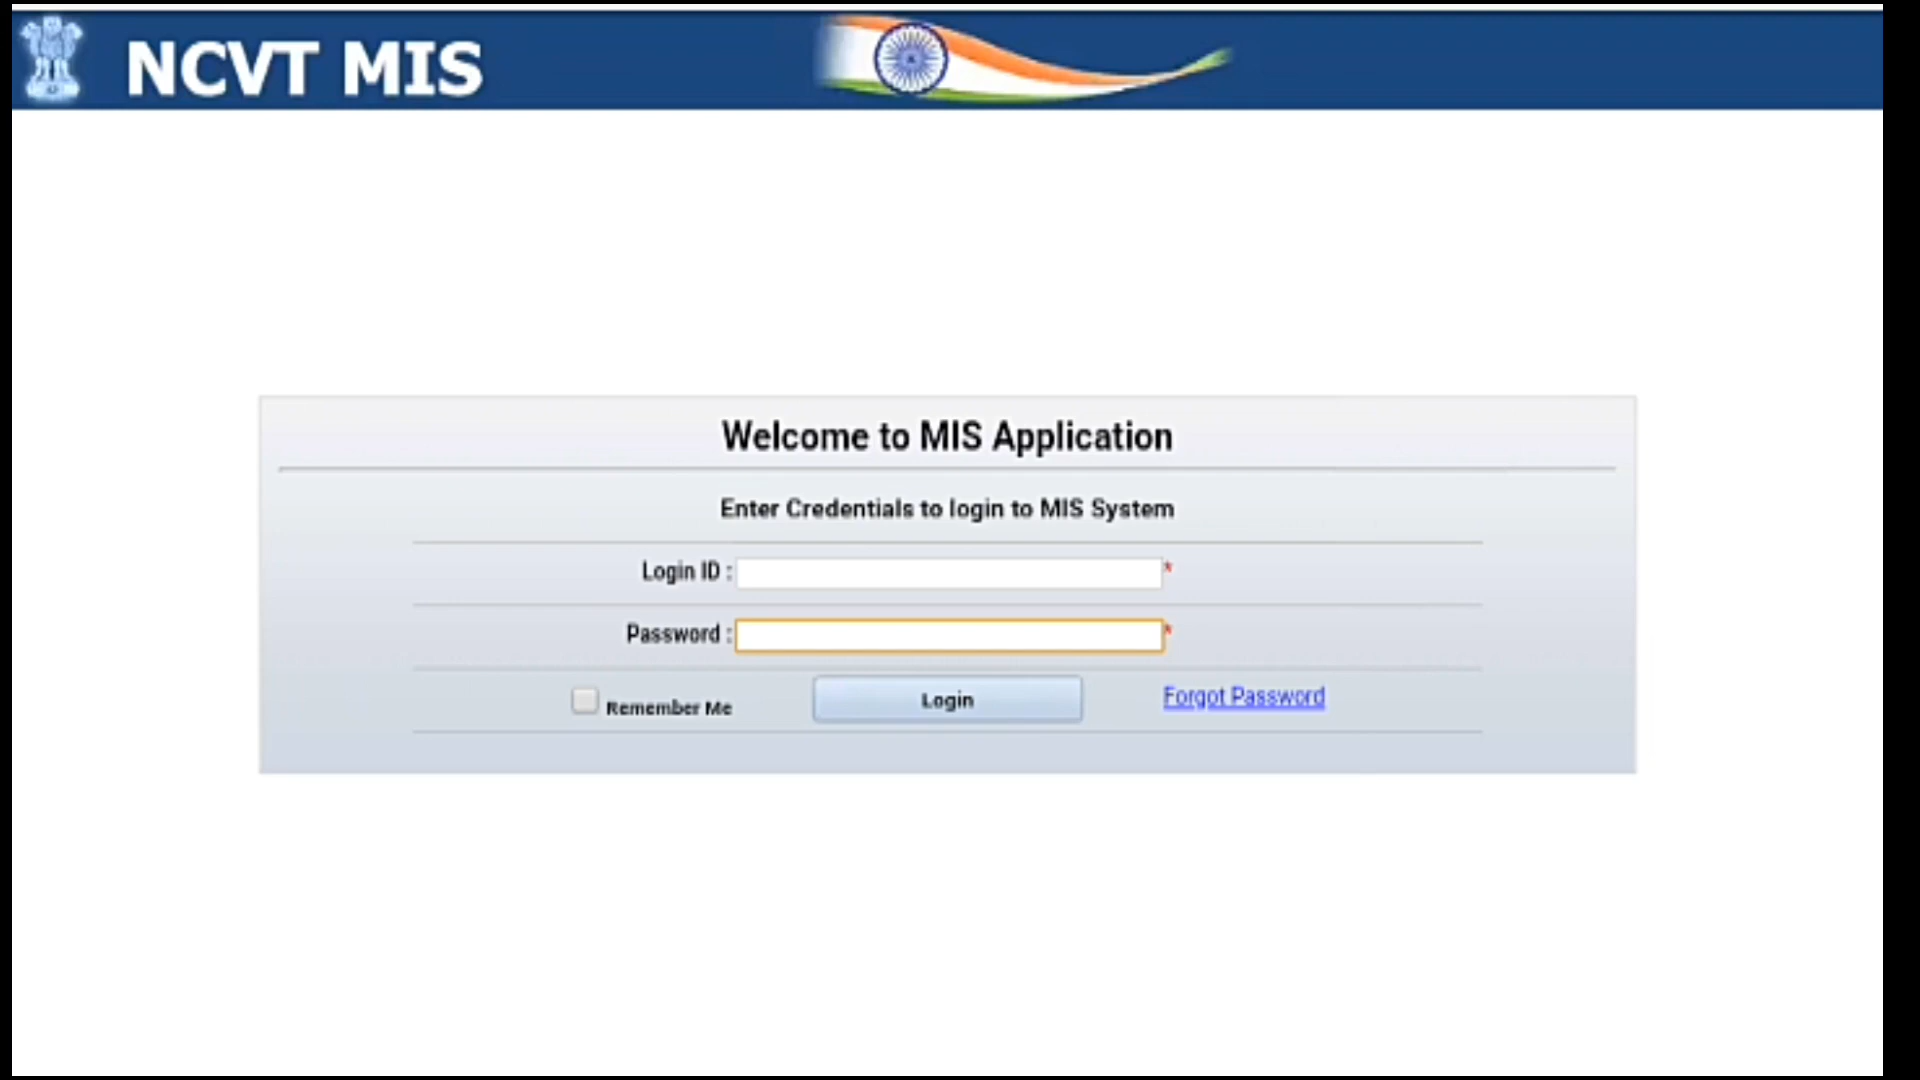 NCVT MIS
Welcome to MIS Application
Enter Credentials to login to MIS System
Login ID : *
Password : *
Remember Me Login Forgot Password